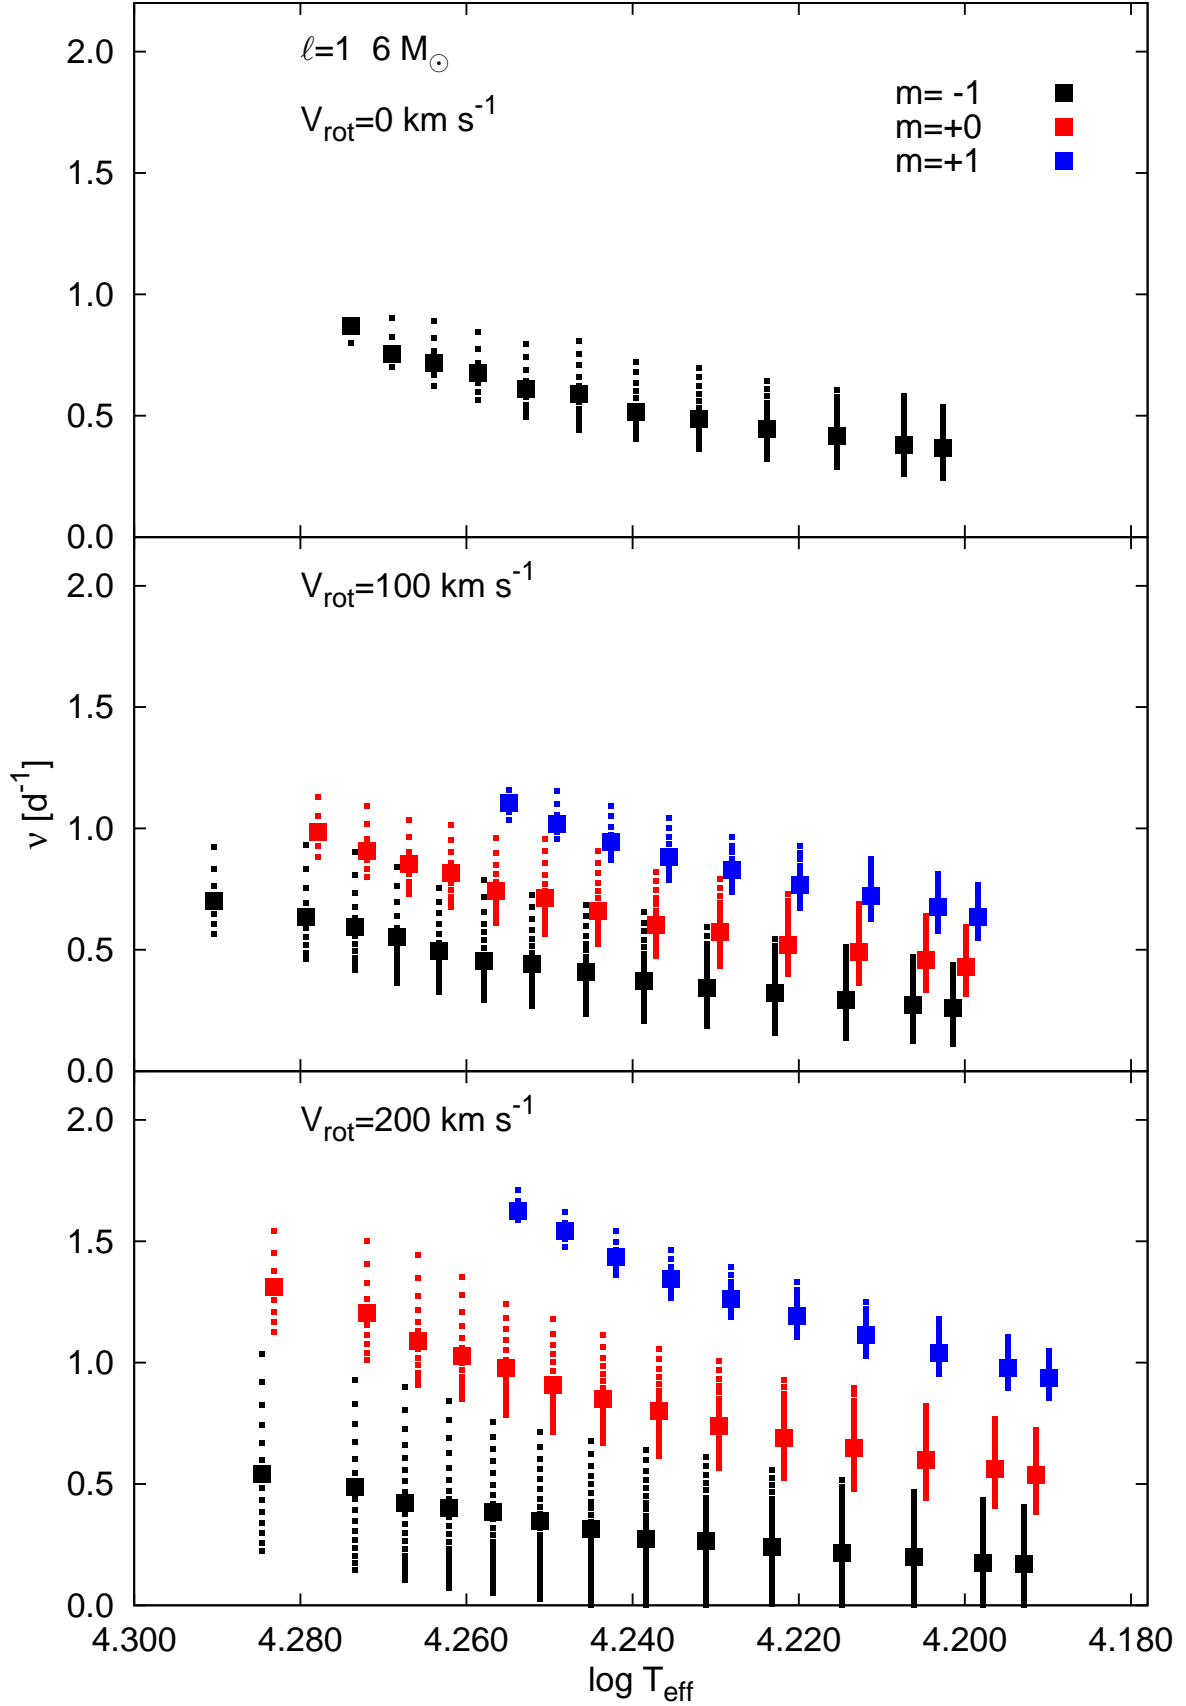 ℓ=1 6 M⊙
V_rot=0 km s^-1
m= -1
m=+0
m=+1
2.0
1.5
1.0
0.5
0.0
V_rot=100 km s^-1
2.0
1.5
1.0
0.5
0.0
ν [d^-1]
V_rot=200 km s^-1
2.0
1.5
1.0
0.5
0.0
4.300 4.280 4.260 4.240 4.220 4.200 4.180
log T_eff